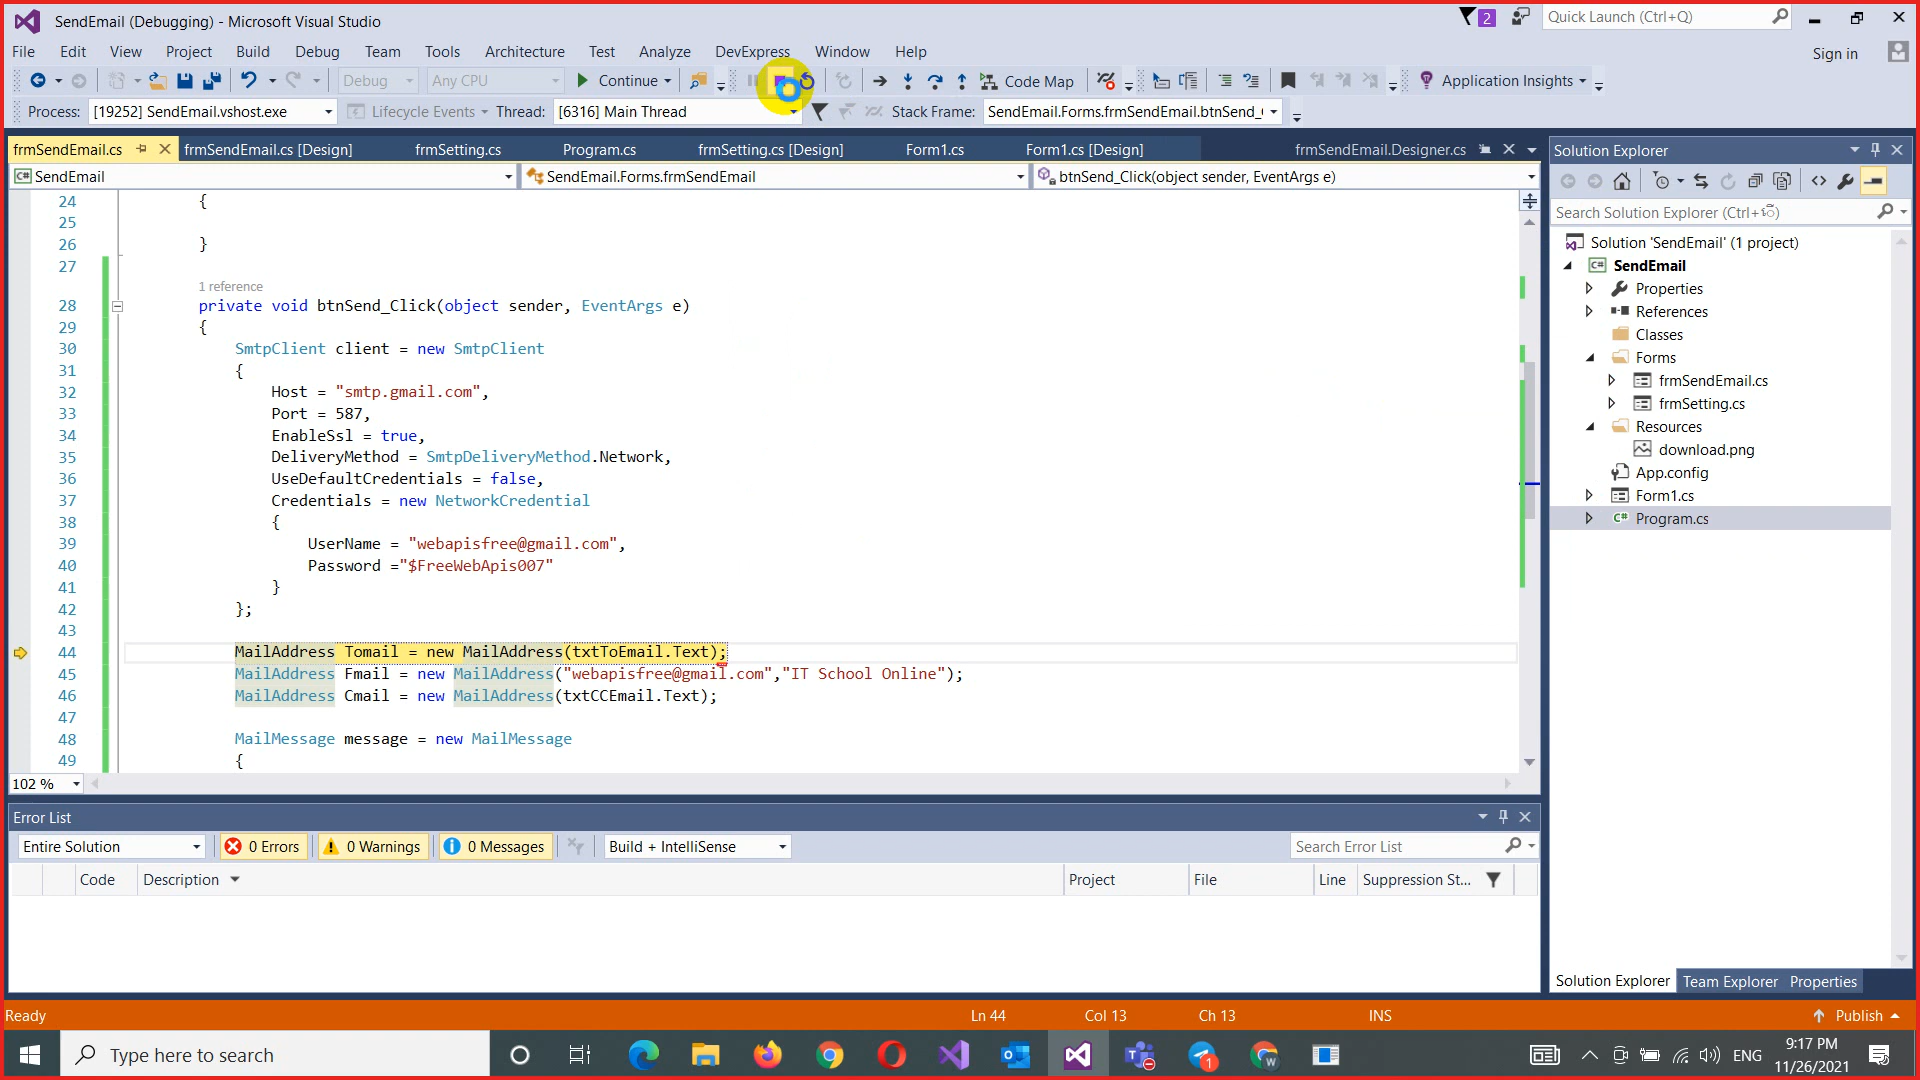 SendEmail (Debugging) - Microsoft Visual Studio
2
Quick Launch (Ctrl+Q)
File Edit View Project Build Debug Team Tools Architecture Test Analyze DevExpress Window Help
Sign in
Debug Any CPU Continue Code Map Application Insights
Process: [19252] SendEmail.vshost.exe Lifecycle Events Thread: [6316] Main Thread Stack Frame: SendEmail.Forms.frmSendEmail.btnSend_
frmSendEmail.cs frmSendEmail.cs [Design] frmSetting.cs Program.cs frmSetting.cs [Design] Form1.cs Form1.cs [Design] frmSendEmail.Designer.cs
SendEmail SendEmail.Forms.frmSendEmail btnSend_Click(object sender, EventArgs e)
24 {
25
26 }
27
1 reference
28 private void btnSend_Click(object sender, EventArgs e)
29 {
30 SmtpClient client = new SmtpClient
31 {
32 Host = "smtp.gmail.com",
33 Port = 587,
34 EnableSsl = true,
35 DeliveryMethod = SmtpDeliveryMethod.Network,
36 UseDefaultCredentials = false,
37 Credentials = new NetworkCredential
38 {
39 UserName = "webapisfree@gmail.com",
40 Password ="$FreeWebApis007"
41 }
42 };
43
44 MailAddress Tomail = new MailAddress(txtToEmail.Text);
45 MailAddress Fmail = new MailAddress("webapisfree@gmail.com","IT School Online");
46 MailAddress Cmail = new MailAddress(txtCCEmail.Text);
47
48 MailMessage message = new MailMessage
49 {
102 %
Solution Explorer
Search Solution Explorer (Ctrl+
Solution 'SendEmail' (1 project)
C# SendEmail
Properties
References
Classes
Forms
frmSendEmail.cs
frmSetting.cs
Resources
download.png
App.config
Form1.cs
C# Program.cs
Solution Explorer Team Explorer Properties
Error List
Entire Solution 0 Errors 0 Warnings 0 Messages Build + IntelliSense Search Error List
Code Description Project File Line Suppression St...
Ready Ln 44 Col 13 Ch 13 INS Publish
Type here to search
1
W
ENG
9:17 PM
11/26/2021